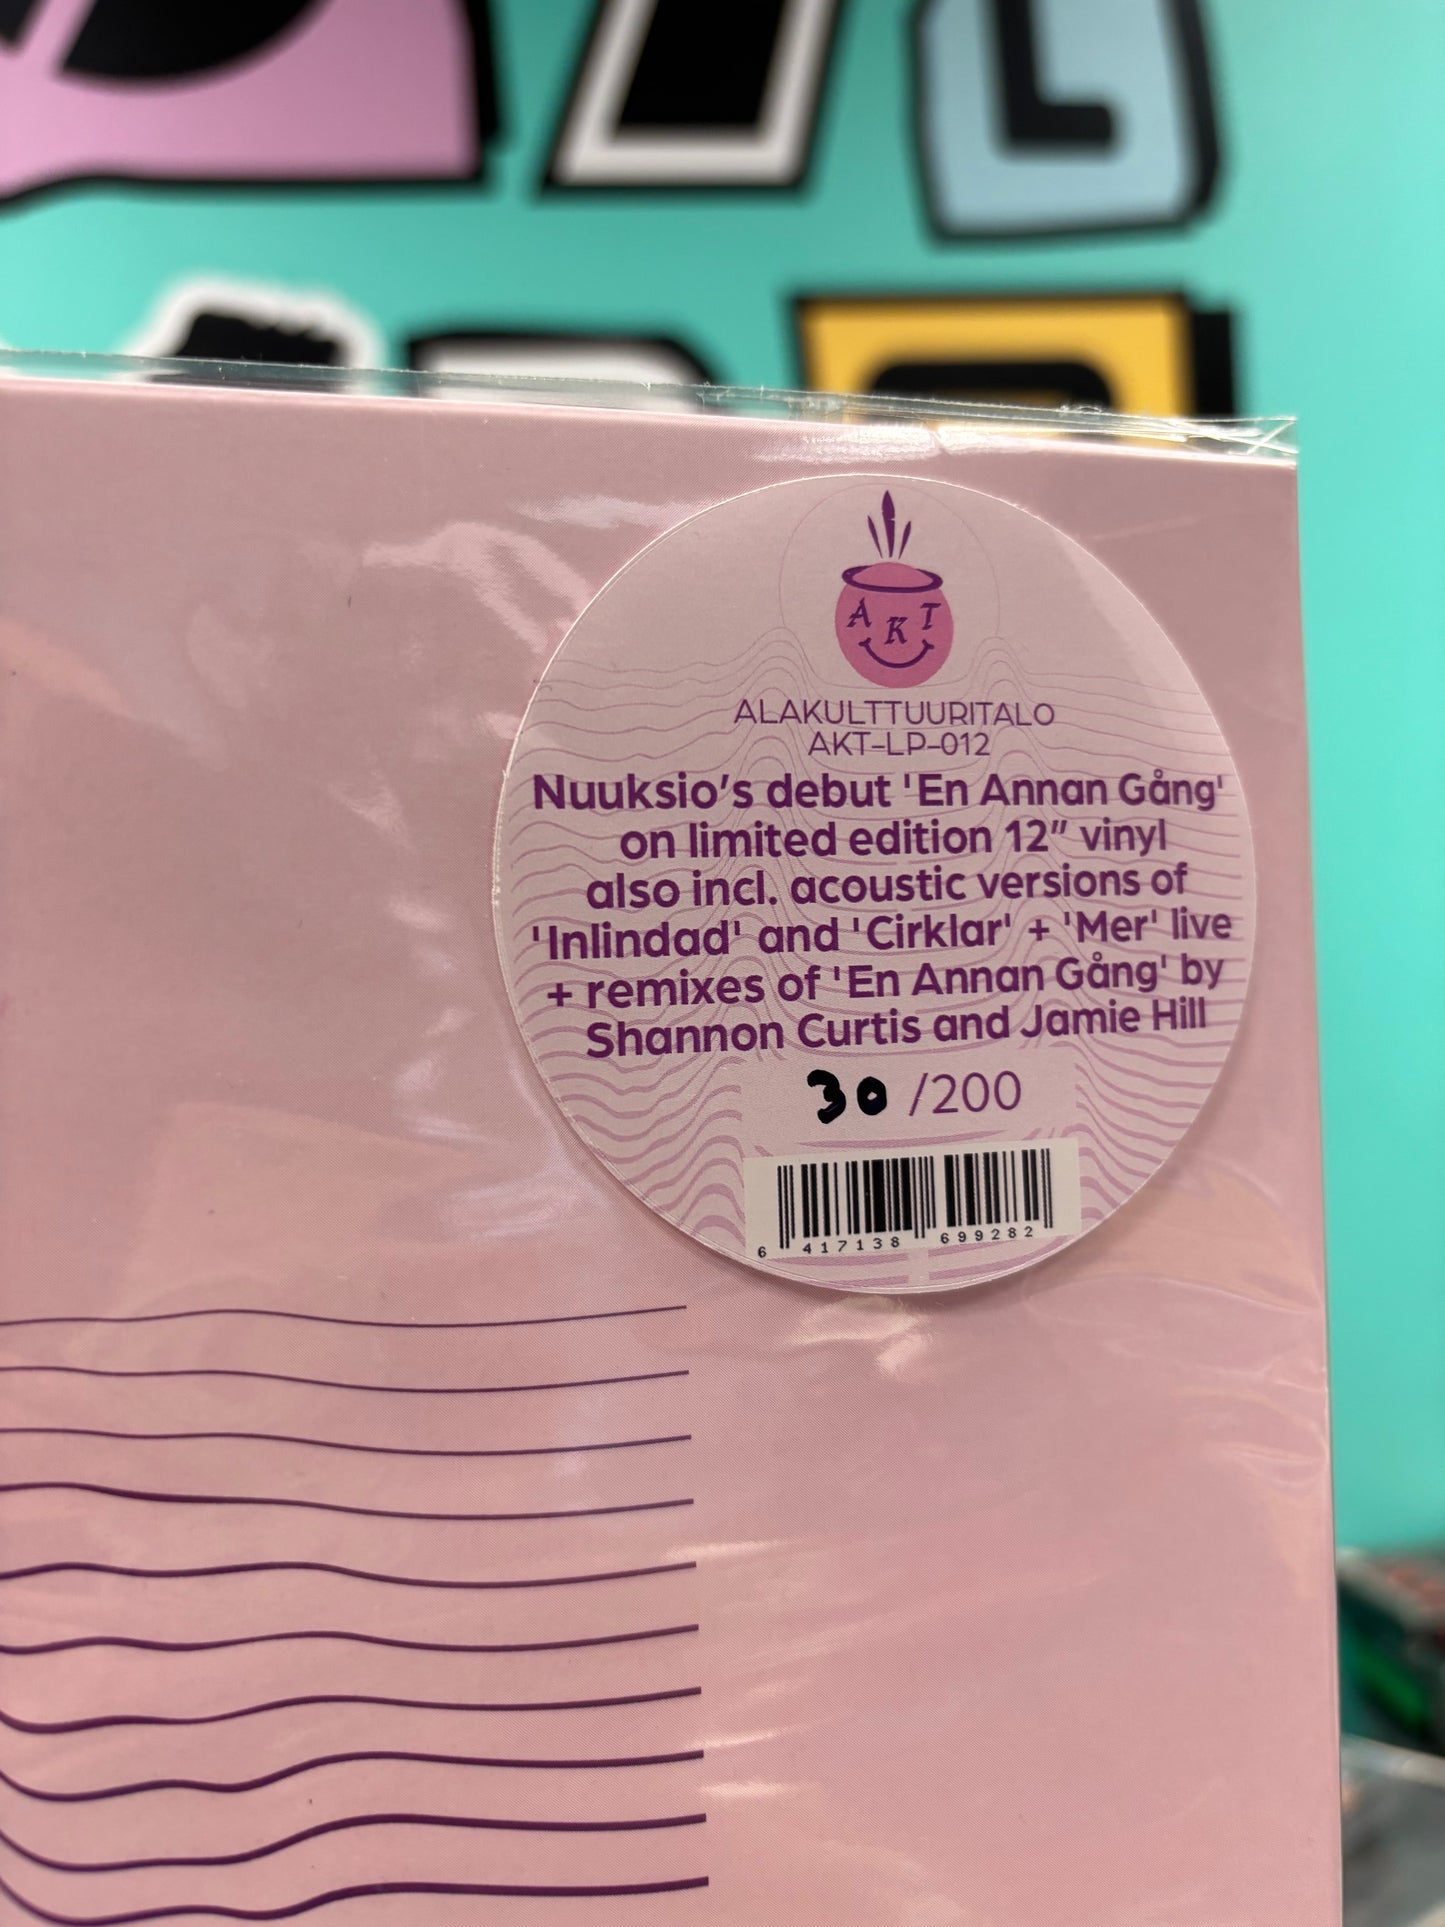 A K T
ALAKULTTUURITALO
AKT-LP-012
Nuuksio's debut 'En Annan Gång'
on limited edition 12" vinyl
also incl. acoustic versions of
'Inlindad' and 'Cirklar' + 'Mer' live
+ remixes of 'En Annan Gång' by
Shannon Curtis and Jamie Hill
30 /200
6 417138 699282